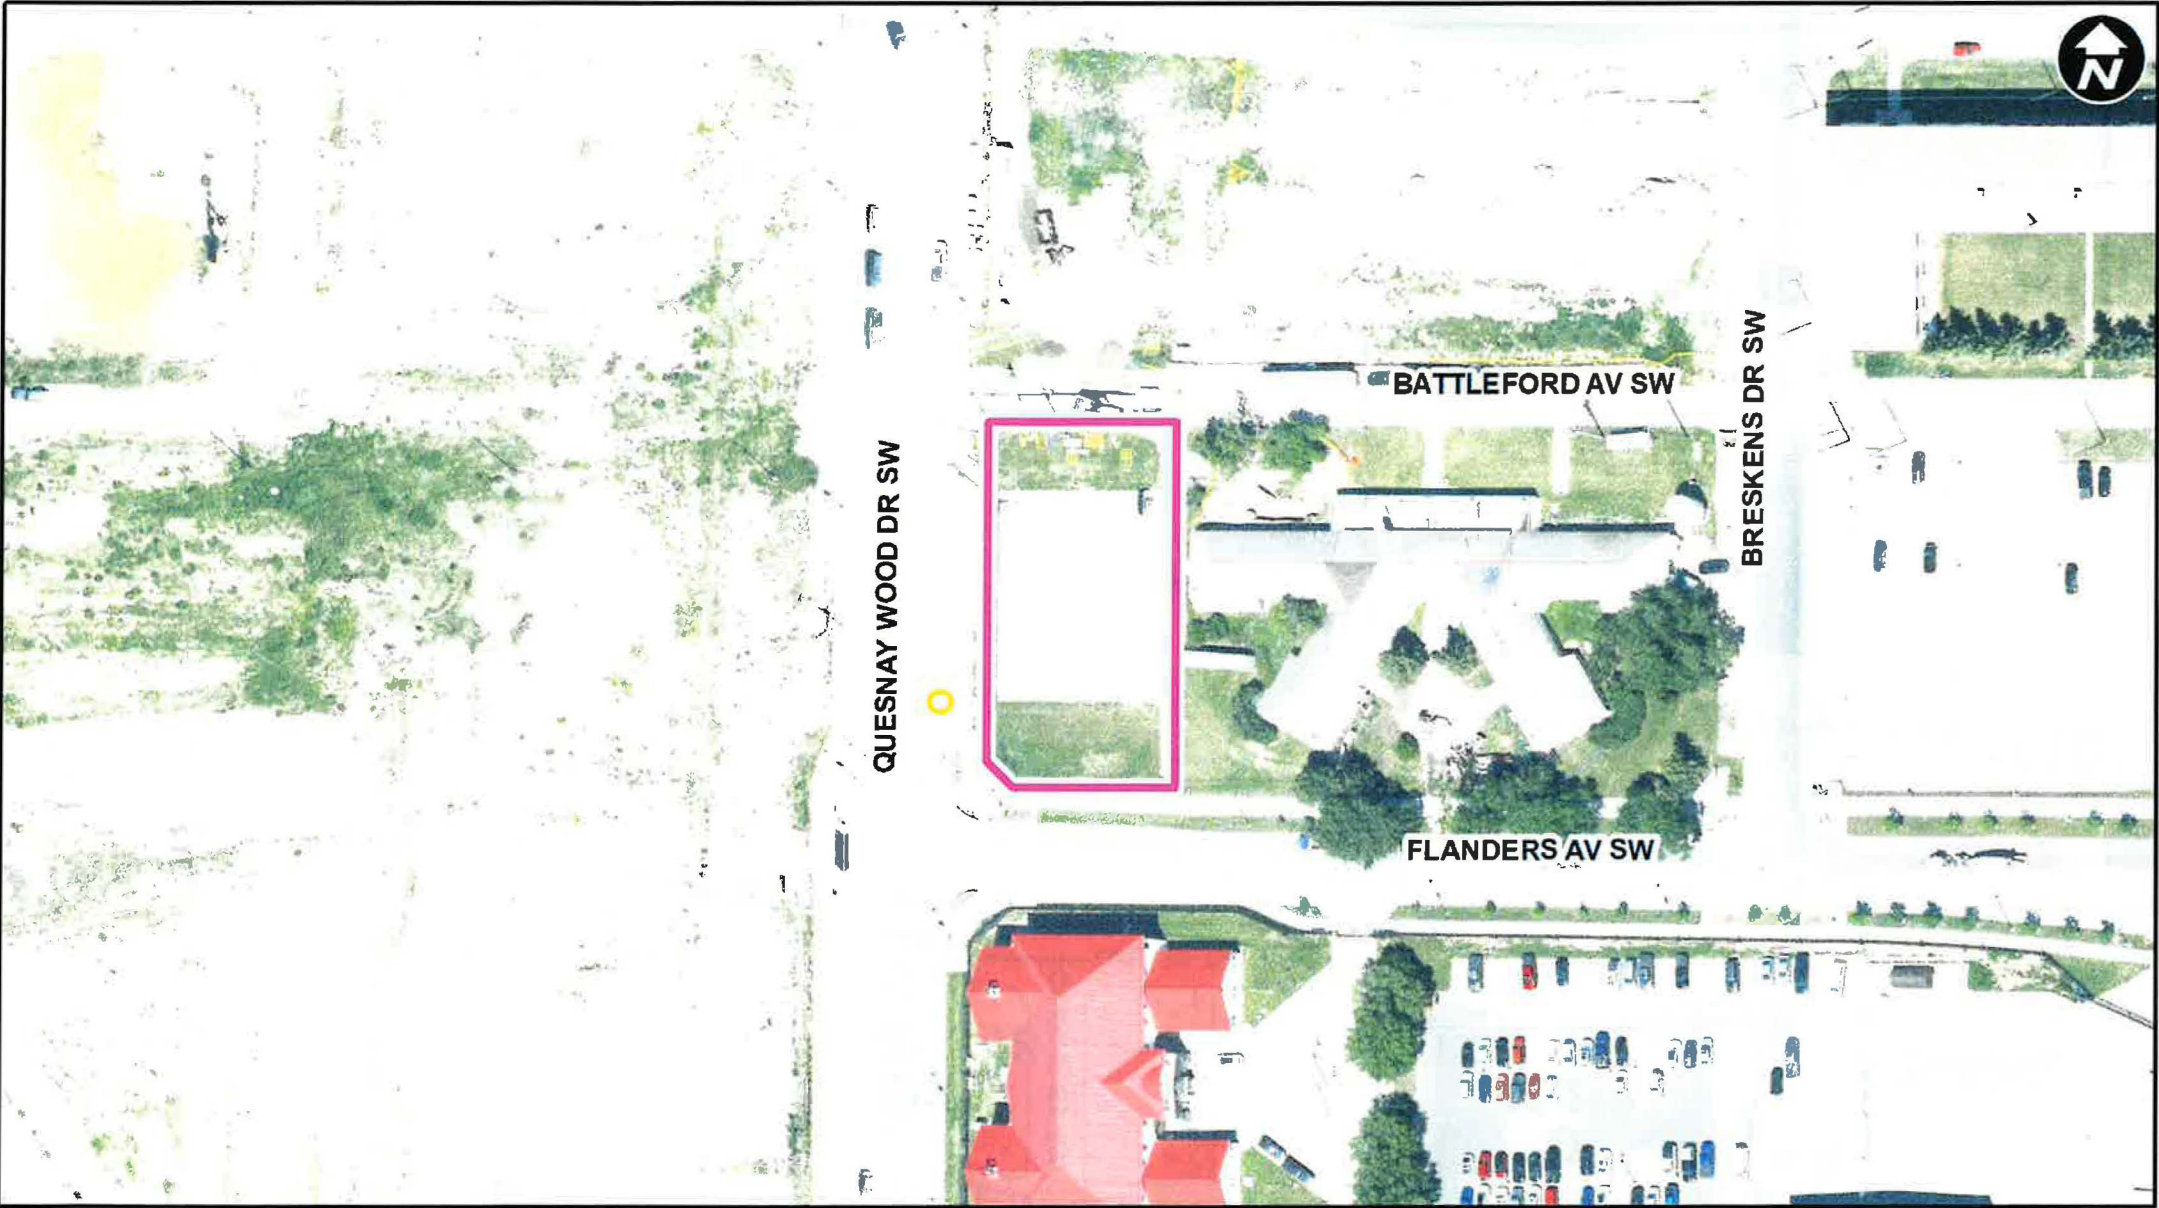 N
BATTLEFORD AV SW
BRESKENS DR SW
QUESNAY WOOD DR SW
FLANDERS AV SW